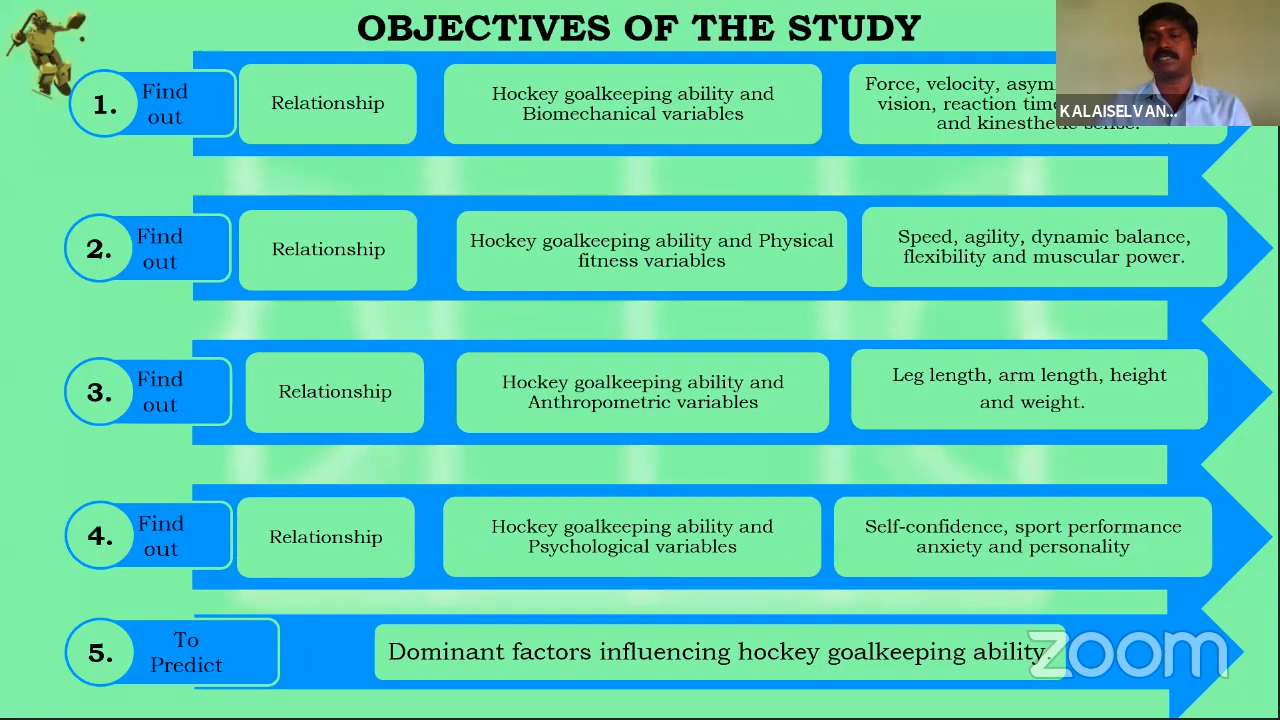 OBJECTIVES OF THE STUDY
1.
Find
out
Relationship
Hockey goalkeeping ability and
Biomechanical variables
Force, velocity,
vision, reaction
and
KALAISELVAN...
2.
Find
out
Relationship
Hockey goalkeeping ability and Physical
fitness variables
Speed, agility, dynamic balance,
flexibility and muscular power.
3.
Find
out
Relationship
Hockey goalkeeping ability and
Anthropometric variables
Leg length, arm length, height
and weight.
4.
Find
out
Relationship
Hockey goalkeeping ability and
Psychological variables
Self-confidence, sport performance
anxiety and personality
5.
To
Predict
Dominant factors influencing hockey goalkeeping ability.
zoom